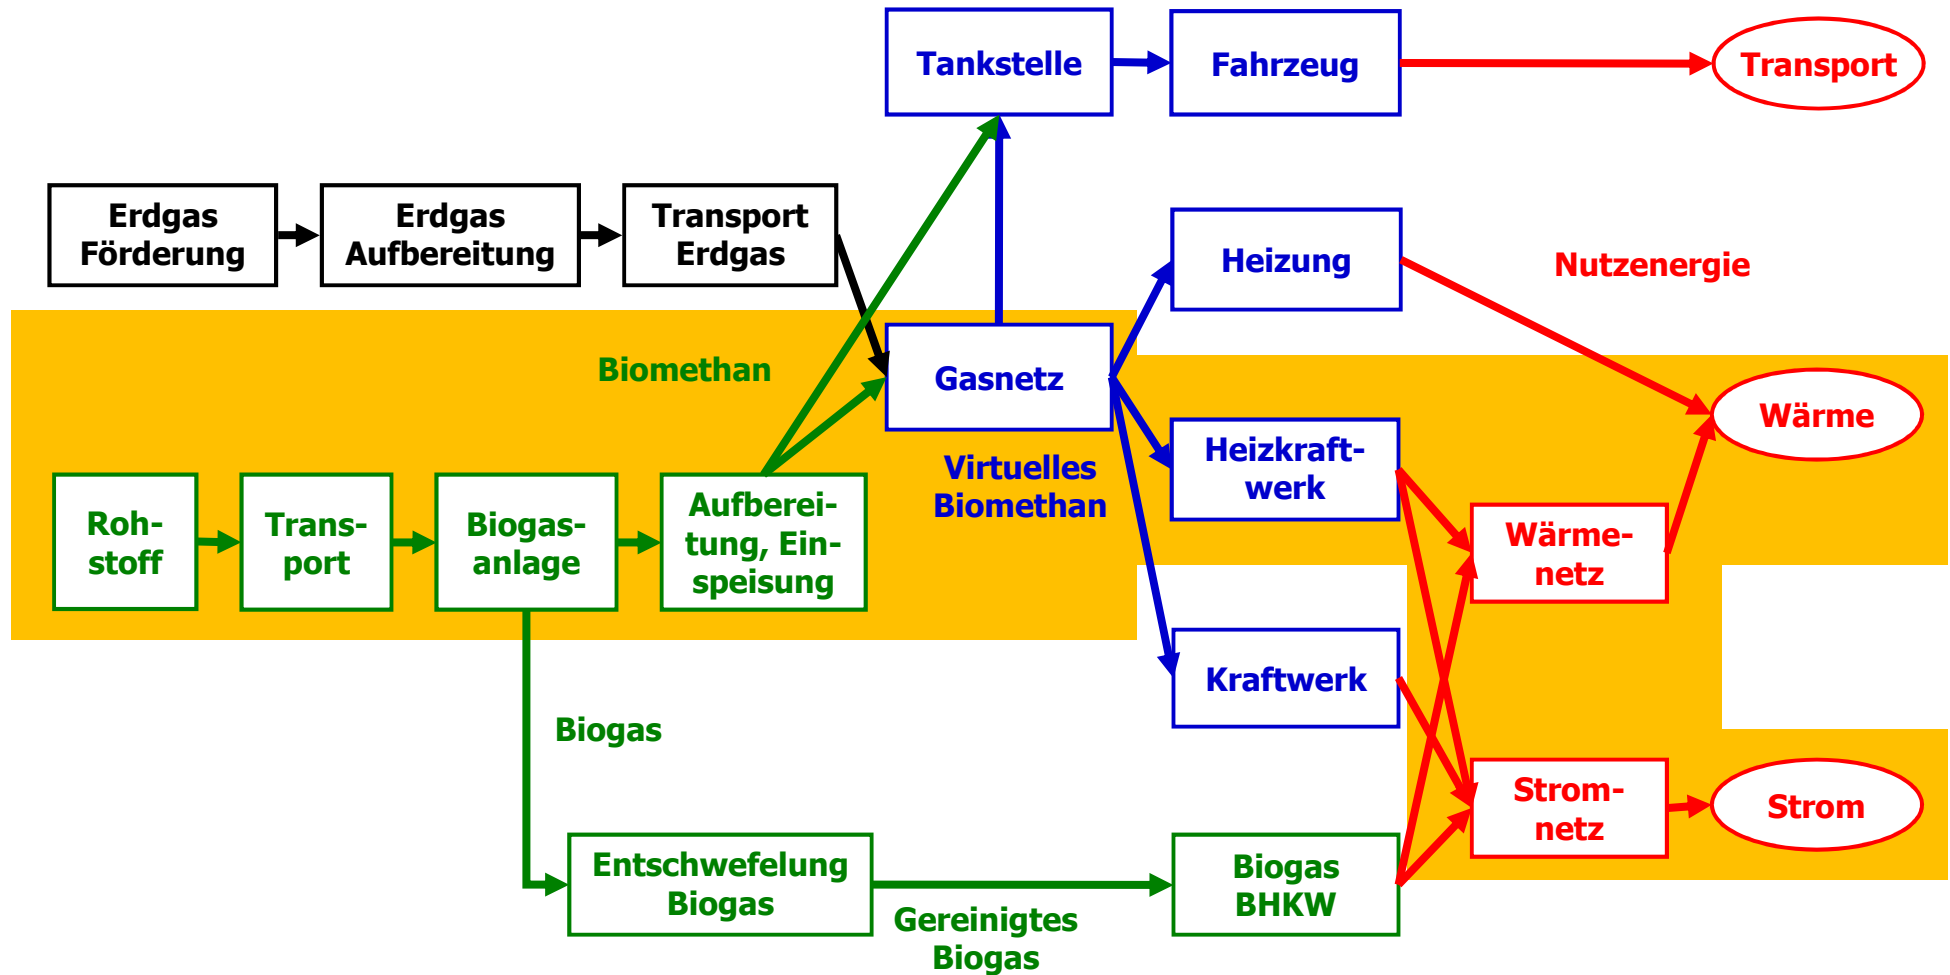 Tankstelle
Fahrzeug
Transport
Erdgas
Förderung
Erdgas
Aufbereitung
Transport
Erdgas
Heizung
Nutzenergie
Biomethan
Gasnetz
Wärme
Virtuelles
Biomethan
Heizkraft-
werk
Roh-
stoff
Trans-
port
Biogas-
anlage
Aufberei-
tung, Ein-
speisung
Wärme-
netz
Kraftwerk
Biogas
Strom-
netz
Strom
Entschwefelung
Biogas
Gereinigtes
Biogas
Biogas
BHKW